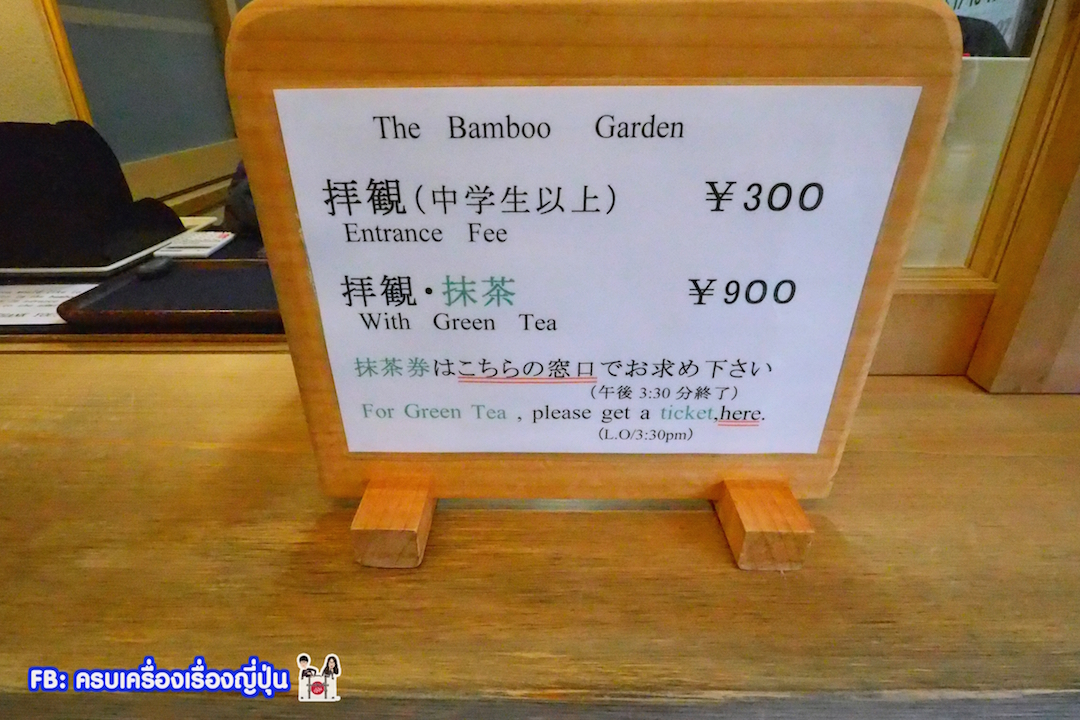 The Bamboo Garden
拝観(中学生以上) ¥300
Entrance Fee
拝観・抹茶 ¥900
With Green Tea
抹茶券はこちらの窓口でお求め下さい
(午後 3:30 分終了)
For Green Tea , please get a ticket,here.
(L.O/3:30pm)
FB: ครบเครื่องเรื่องญี่ปุ่น